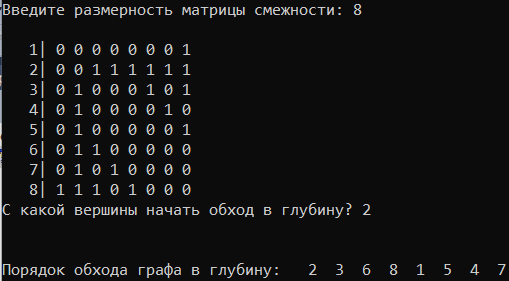 Введите размерность матрицы смежности: 8
1| 0 0 0 0 0 0 0 1
2| 0 0 1 1 1 1 1 1
3| 0 1 0 0 0 1 0 1
4| 0 1 0 0 0 0 1 0
5| 0 1 0 0 0 0 0 1
6| 0 1 1 0 0 0 0 0
7| 0 1 0 1 0 0 0 0
8| 1 1 1 0 1 0 0 0
С какой вершины начать обход в глубину? 2
Порядок обхода графа в глубину: 2 3 6 8 1 5 4 7